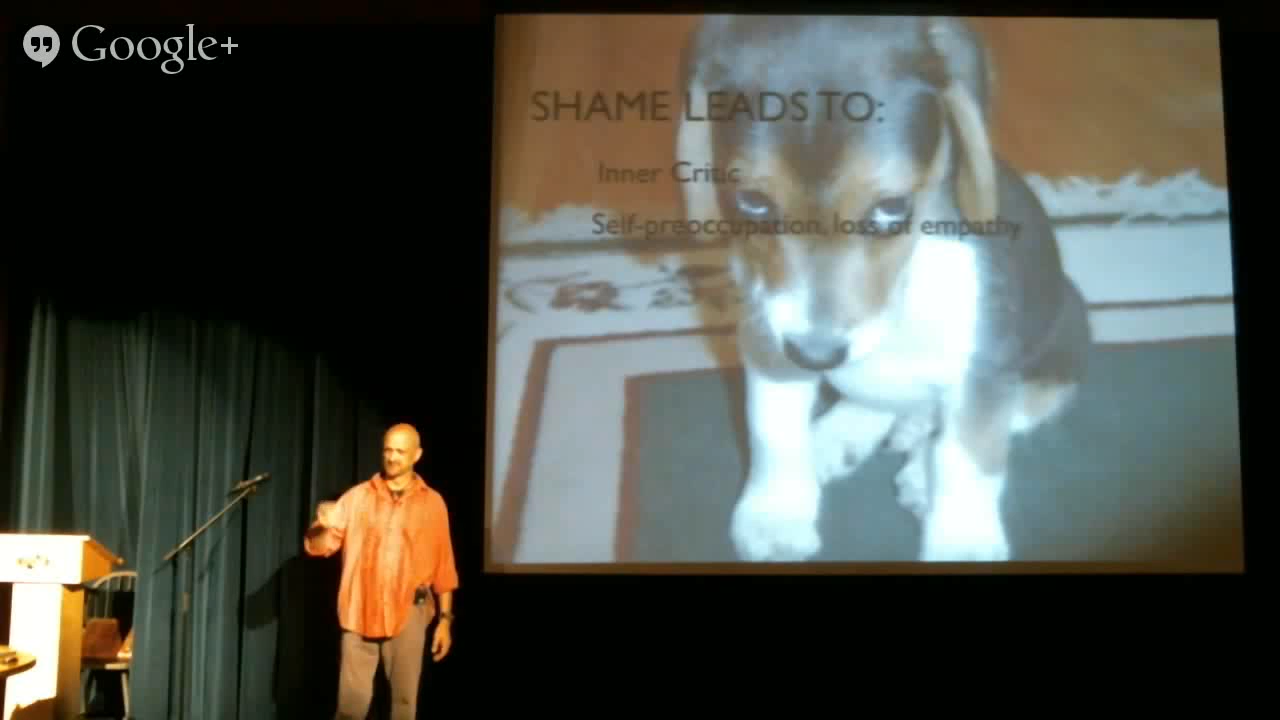 Google+
SHAME LEADS TO:
Inner Critic
Self-preoccupation, loss of empathy